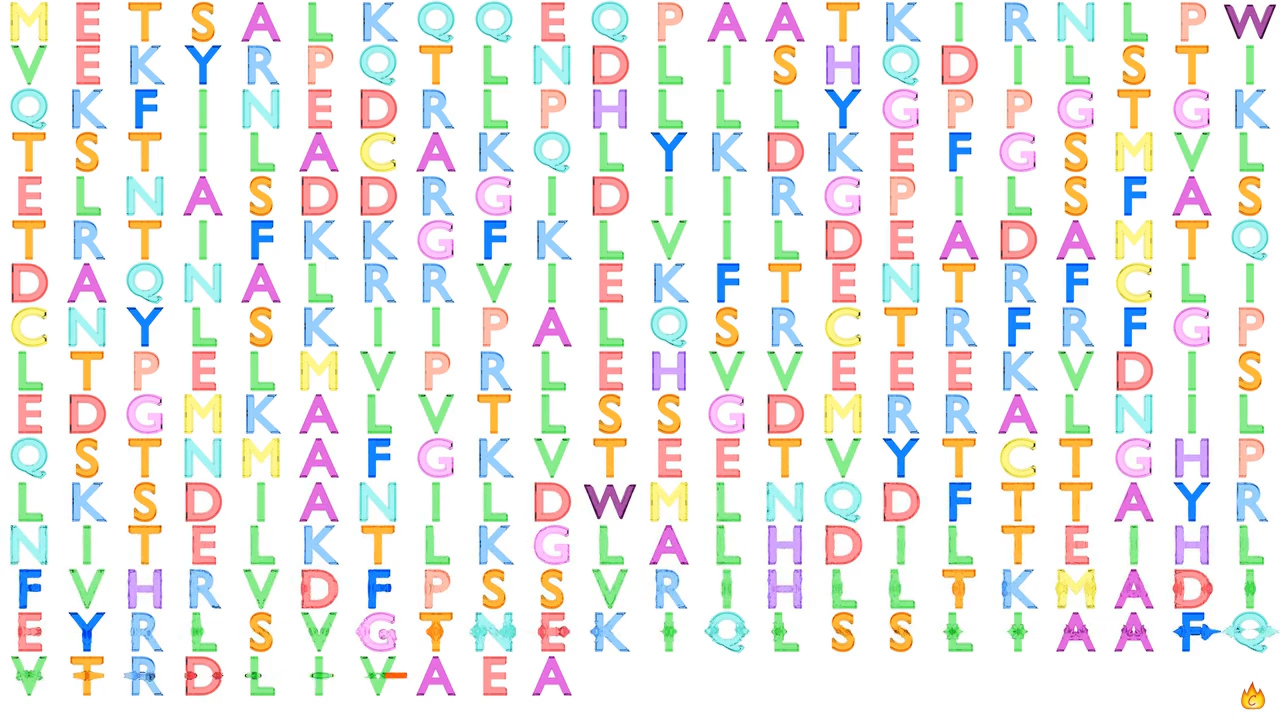 METSALKQQEQPAATKIRNLPW
VEKYRPQTLNDLISHQDILSTI
QKFINEDRLPHLLLYGPPGTGK
TSTILACAKQLYKDKEFGSMVL
ELNASDDRGIDIIRGPILSFAS
TRTIFKKGFKLVILDEADAMTQ
DAQNALRRVIEKFTENTRFCLI
CNYLSKIIPALQSRCTRFRFGP
LTPELMVPRLEHVVEEEKVDIS
EDGMKALVTLSSGDMRRALNIL
QSTNMAFGKVTEETVYTCTGHP
LKSDIANILDWMLNQDFTTAYR
NITELKTLKGLALHDILTEIHL
FVHRVDFPSSVRIHLLTKMADI
EYRLSVGTNEKIQLSSLIAAFQ
VTRDLIVAEA
C